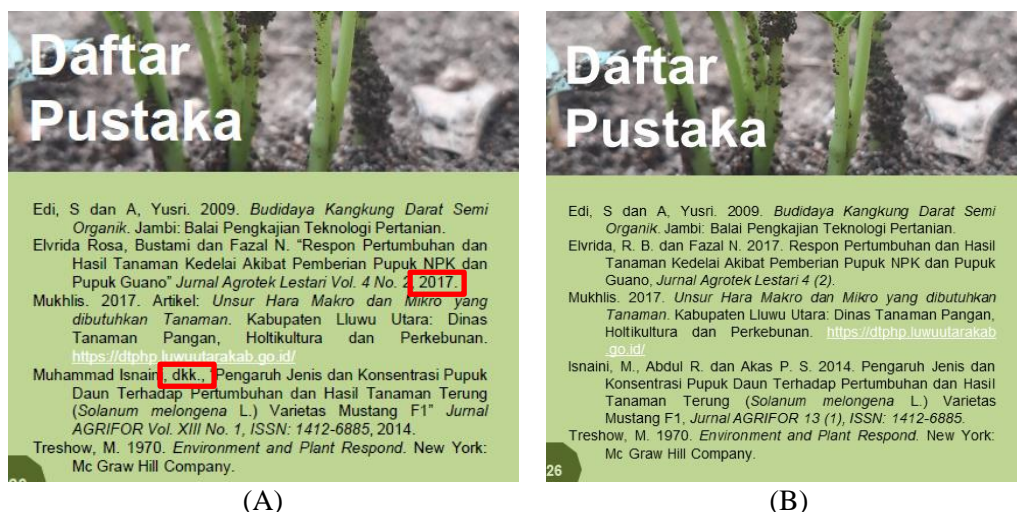 Daftar
Pustaka
Edi, S dan A, Yusri. 2009. Budidaya Kangkung Darat Semi
Organik. Jambi: Balai Pengkajian Teknologi Pertanian.
Elvrida Rosa, Bustami dan Fazal N. “Respon Pertumbuhan dan
Hasil Tanaman Kedelai Akibat Pemberian Pupuk NPK dan
Pupuk Guano” Jurnal Agrotek Lestari Vol. 4 No. 2, 2017.
Mukhlis. 2017. Artikel: Unsur Hara Makro dan Mikro yang
dibutuhkan Tanaman. Kabupaten Lluwu Utara: Dinas
Tanaman Pangan, Holtikultura dan Perkebunan.
https://dtphp.luwuutarakab.go.id/
Muhammad Isnaini, dkk., “Pengaruh Jenis dan Konsentrasi Pupuk
Daun Terhadap Pertumbuhan dan Hasil Tanaman Terung
(Solanum melongena L.) Varietas Mustang F1” Jurnal
AGRIFOR Vol. XIII No. 1, ISSN: 1412-6885, 2014.
Treshow, M. 1970. Environment and Plant Respond. New York:
Mc Graw Hill Company.
(A)
Daftar
Pustaka
Edi, S dan A, Yusri. 2009. Budidaya Kangkung Darat Semi
Organik. Jambi: Balai Pengkajian Teknologi Pertanian.
Elvrida, R. B. dan Fazal N. 2017. Respon Pertumbuhan dan Hasil
Tanaman Kedelai Akibat Pemberian Pupuk NPK dan Pupuk
Guano, Jurnal Agrotek Lestari 4 (2).
Mukhlis. 2017. Unsur Hara Makro dan Mikro yang dibutuhkan
Tanaman. Kabupaten Lluwu Utara: Dinas Tanaman Pangan,
Holtikultura dan Perkebunan. https://dtphp.luwuutarakab
.go.id/
Isnaini, M., Abdul R. dan Akas P. S. 2014. Pengaruh Jenis dan
Konsentrasi Pupuk Daun Terhadap Pertumbuhan dan Hasil
Tanaman Terung (Solanum melongena L.) Varietas
Mustang F1, Jurnal AGRIFOR 13 (1), ISSN: 1412-6885.
Treshow, M. 1970. Environment and Plant Respond. New York:
Mc Graw Hill Company.
26
(B)